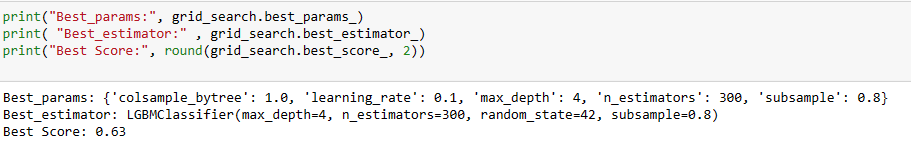 print("Best_params:", grid_search.best_params_)
print( "Best_estimator:" , grid_search.best_estimator_)
print("Best Score:", round(grid_search.best_score_, 2))
Best_params: {'colsample_bytree': 1.0, 'learning_rate': 0.1, 'max_depth': 4, 'n_estimators': 300, 'subsample': 0.8}
Best_estimator: LGBMClassifier(max_depth=4, n_estimators=300, random_state=42, subsample=0.8)
Best Score: 0.63